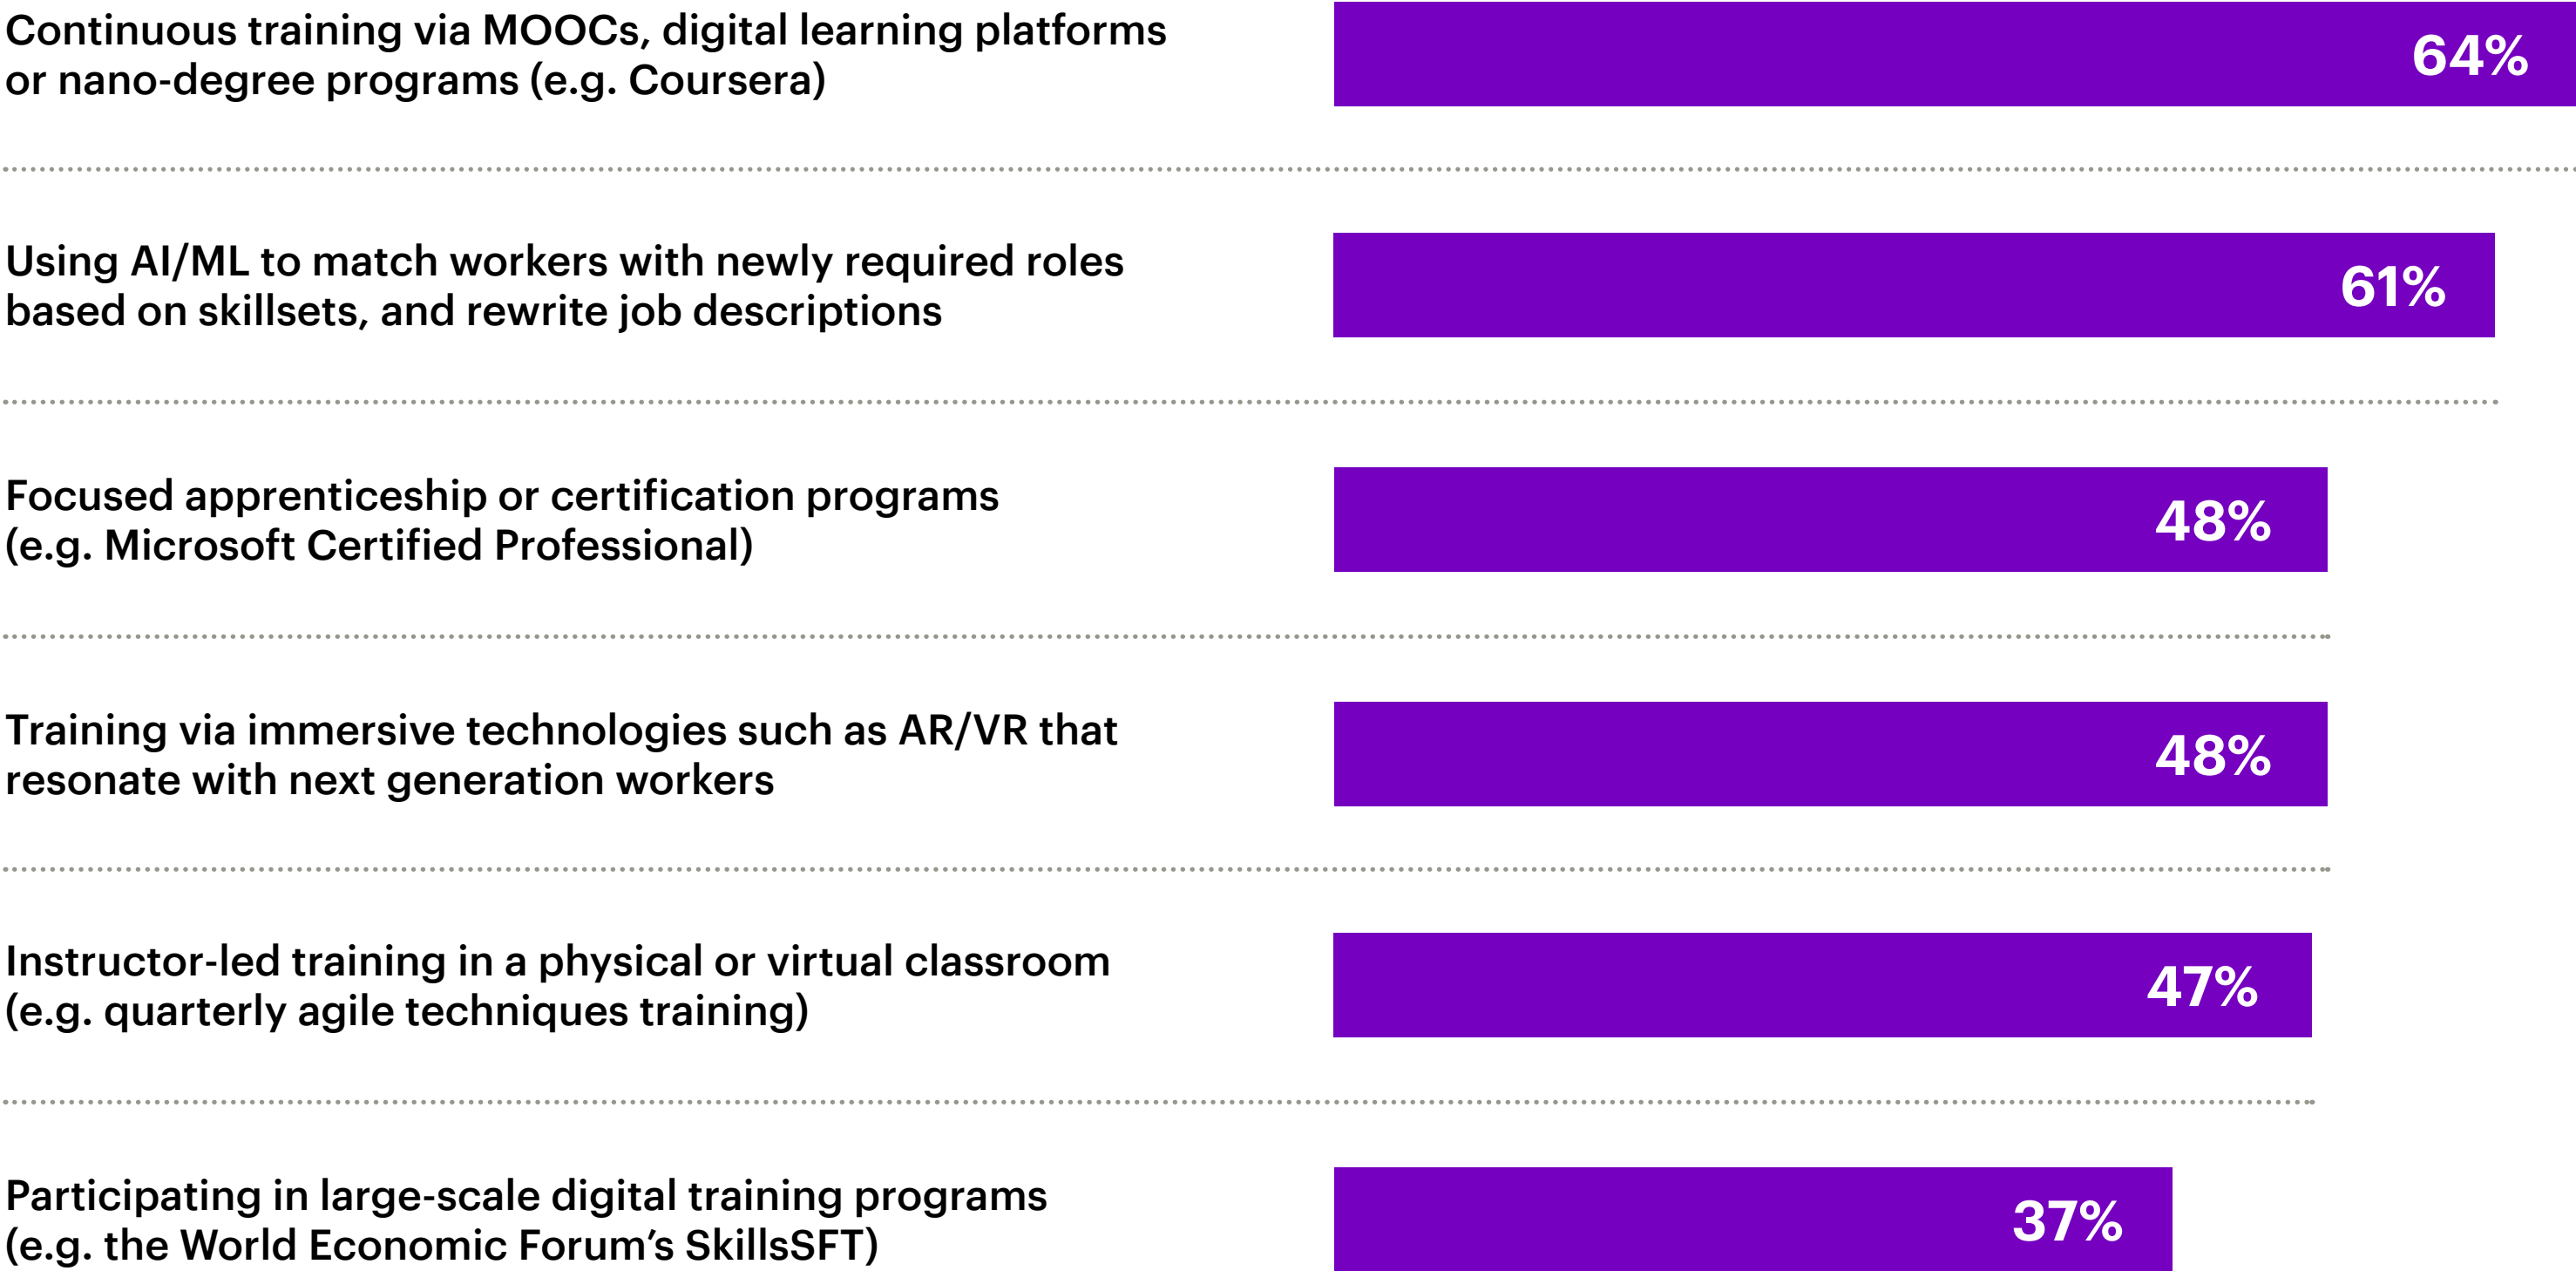 Continuous training via MOOCs, digital learning platforms
or nano-degree programs (e.g. Coursera)
64%
Using AI/ML to match workers with newly required roles
based on skillsets, and rewrite job descriptions
61%
Focused apprenticeship or certification programs
(e.g. Microsoft Certified Professional)
48%
Training via immersive technologies such as AR/VR that
resonate with next generation workers
48%
Instructor-led training in a physical or virtual classroom
(e.g. quarterly agile techniques training)
47%
Participating in large-scale digital training programs
(e.g. the World Economic Forum’s SkillsSFT)
37%